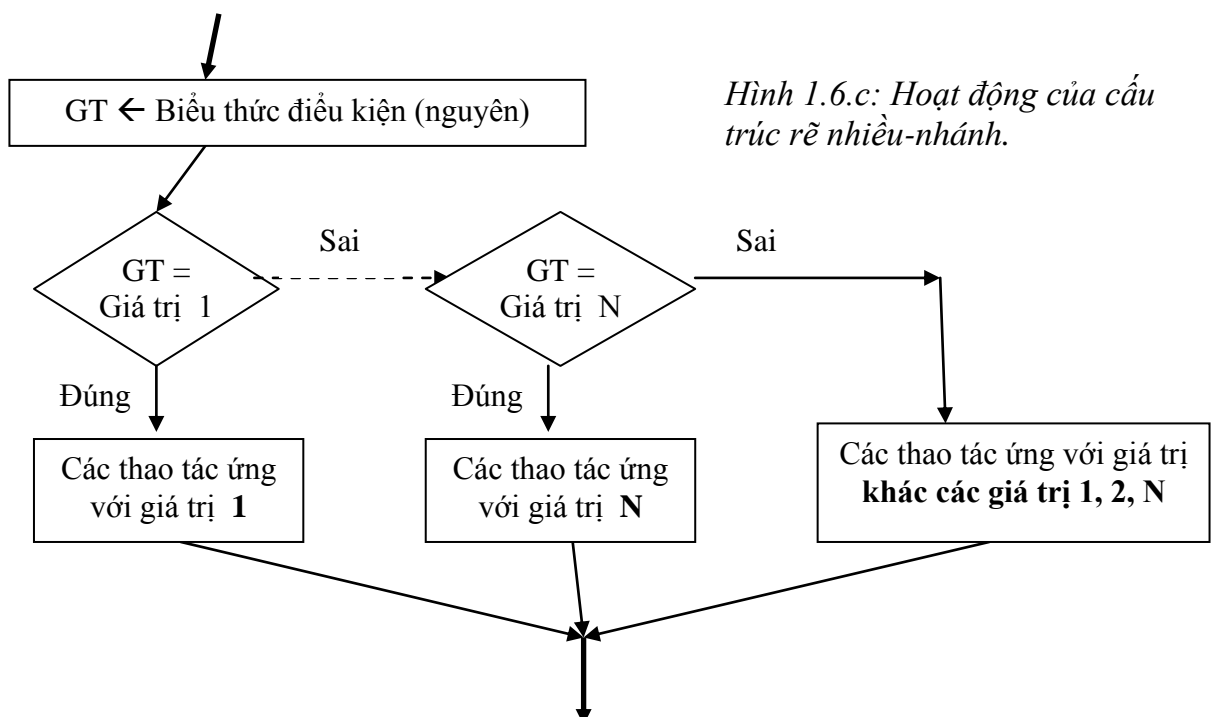 GT ← Biểu thức điểu kiện (nguyên)
Hình 1.6.c: Hoạt động của cấu
trúc rẽ nhiều-nhánh.
Sai
Sai
GT =
Giá trị 1
GT =
Giá trị N
Đúng
Đúng
Các thao tác ứng
với giá trị 1
Các thao tác ứng
với giá trị N
Các thao tác ứng với giá trị
khác các giá trị 1, 2, N